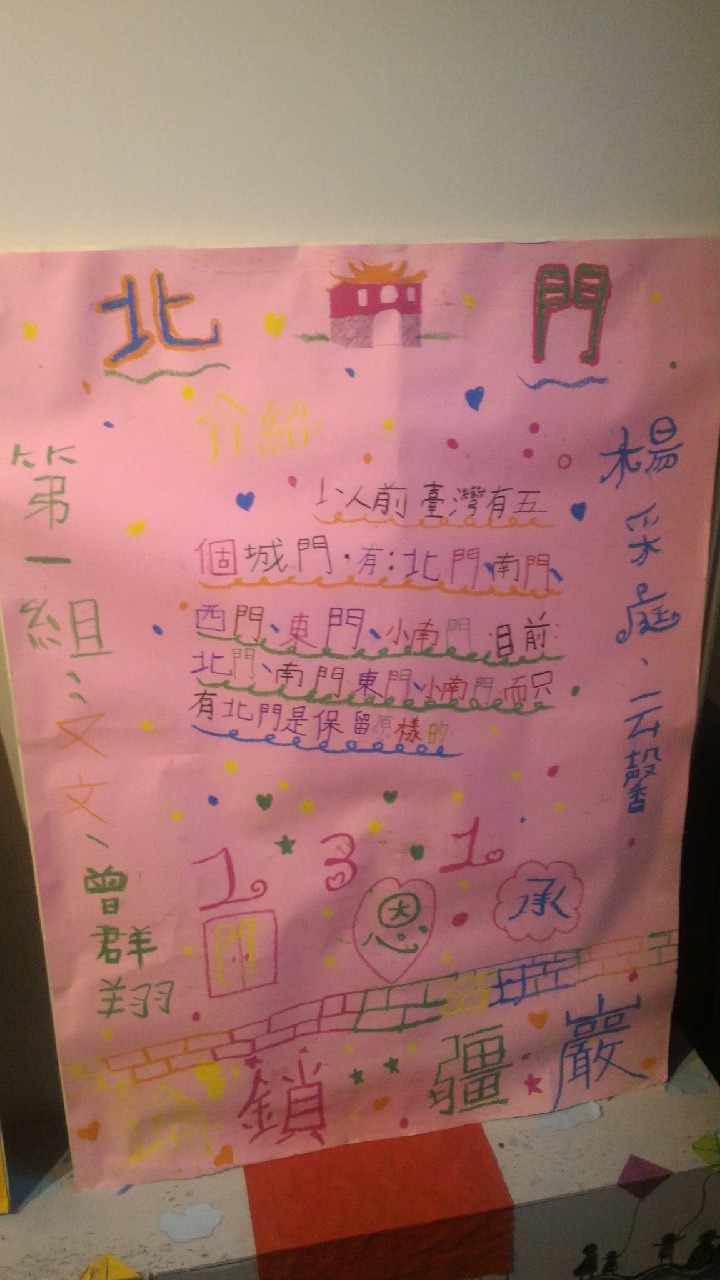 北 門
介紹:
以前臺灣有五
個城門,有:北門、南門、
西門、東門、小南門,目前
北門、南門、東門、小南門而只
有北門是保留原樣的
第一組:文文、曾群翔
楊采庭、云馨
1 3 1
門 恩 承
鎖 疆 巖